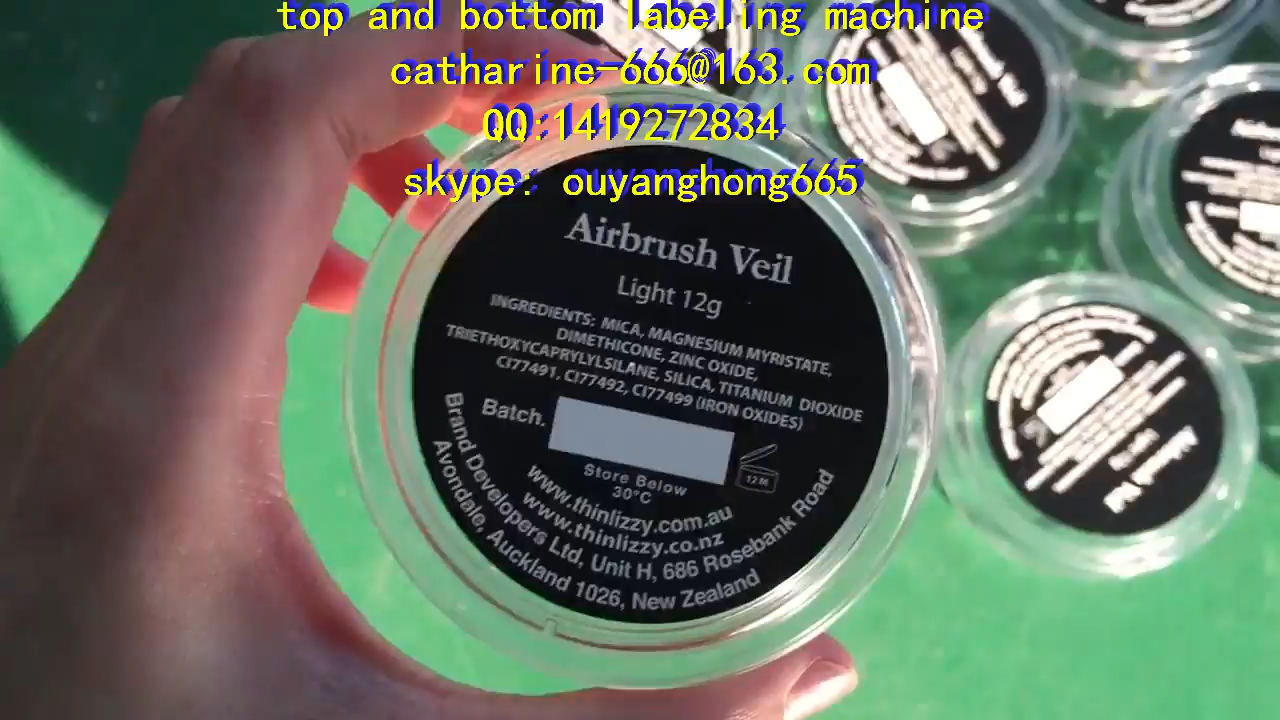 top and bottom labeling machine
catharine-666@163.com
QQ:1419272834
skype: ouyanghong665
Airbrush Veil
Light 12g
INGREDIENTS: MICA, MAGNESIUM MYRISTATE,
DIMETHICONE, ZINC OXIDE,
TRIETHOXYCAPRYLYLSILANE, SILICA, TITANIUM DIOXIDE
CI77491, CI77492, CI77499 (IRON OXIDES)
Batch.
12 M
Store Below
30°C
www.thinlizzy.com.au
www.thinlizzy.co.nz
Brand Developers Ltd, Unit H, 686 Rosebank Road
Avondale, Auckland 1026, New Zealand